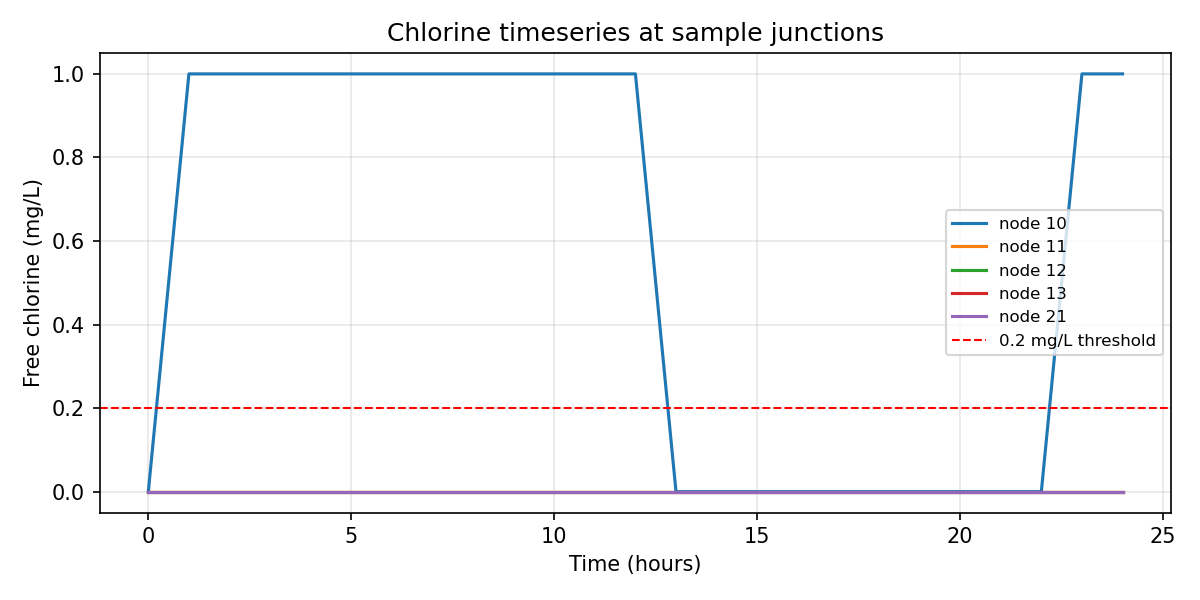 Chlorine timeseries at sample junctions
Free chlorine (mg/L)
1.0
0.8
0.6
0.4
0.2
0.0
node 10
node 11
node 12
node 13
node 21
0.2 mg/L threshold
0 5 10 15 20 25
Time (hours)